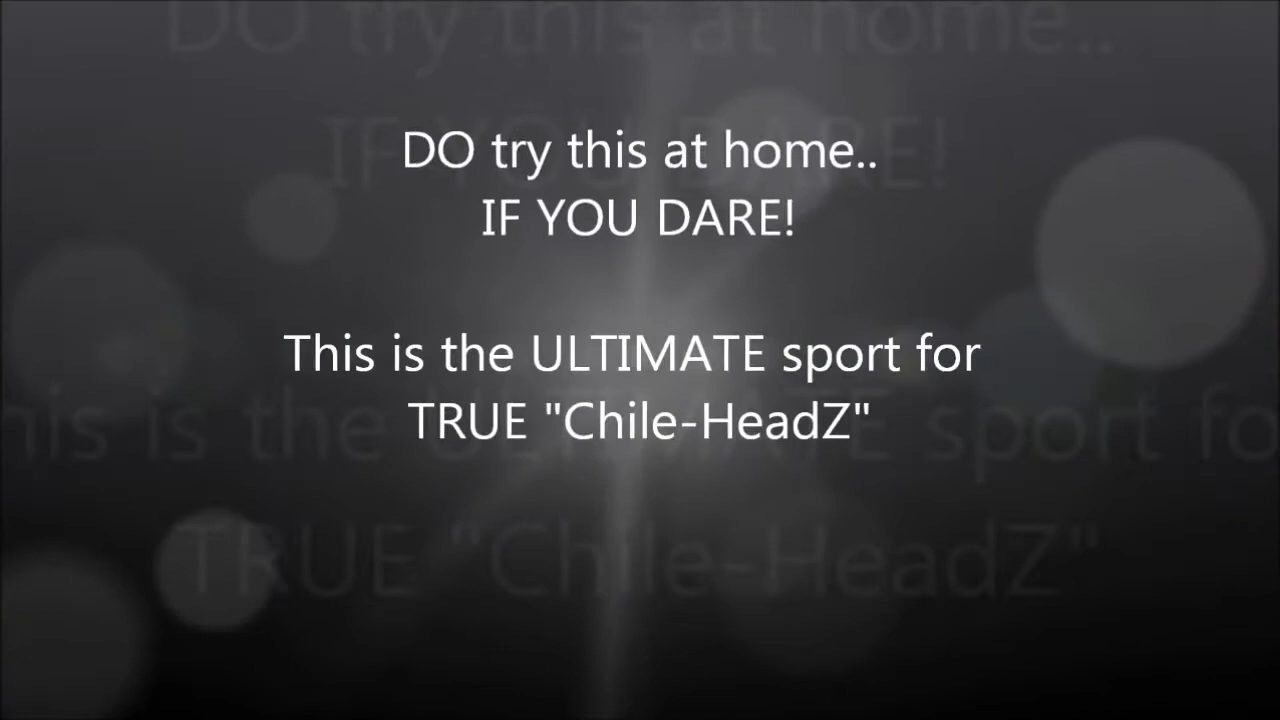 DO try this at home..
IF YOU DARE!
This is the ULTIMATE sport for
TRUE "Chile-HeadZ"